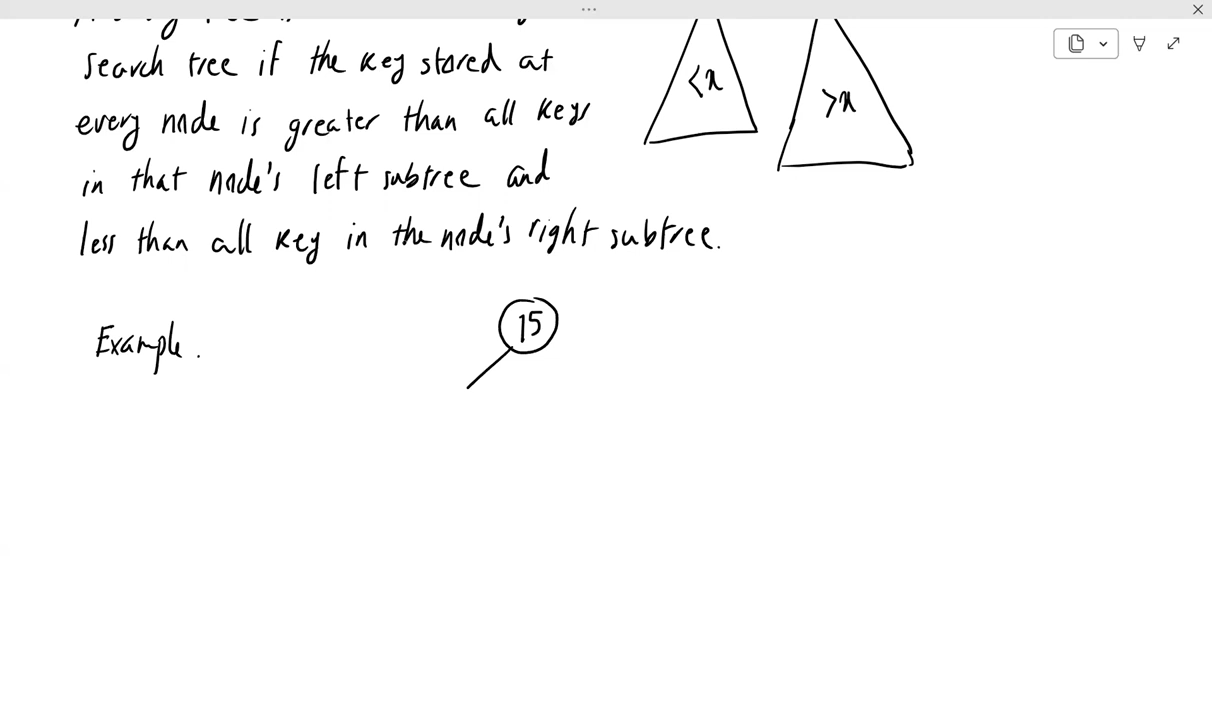 search tree if the key stored at
<x
every node is greater than all keys
>x
in that node's left subtree and
less than all key in the node's right subtree.
Example.
15